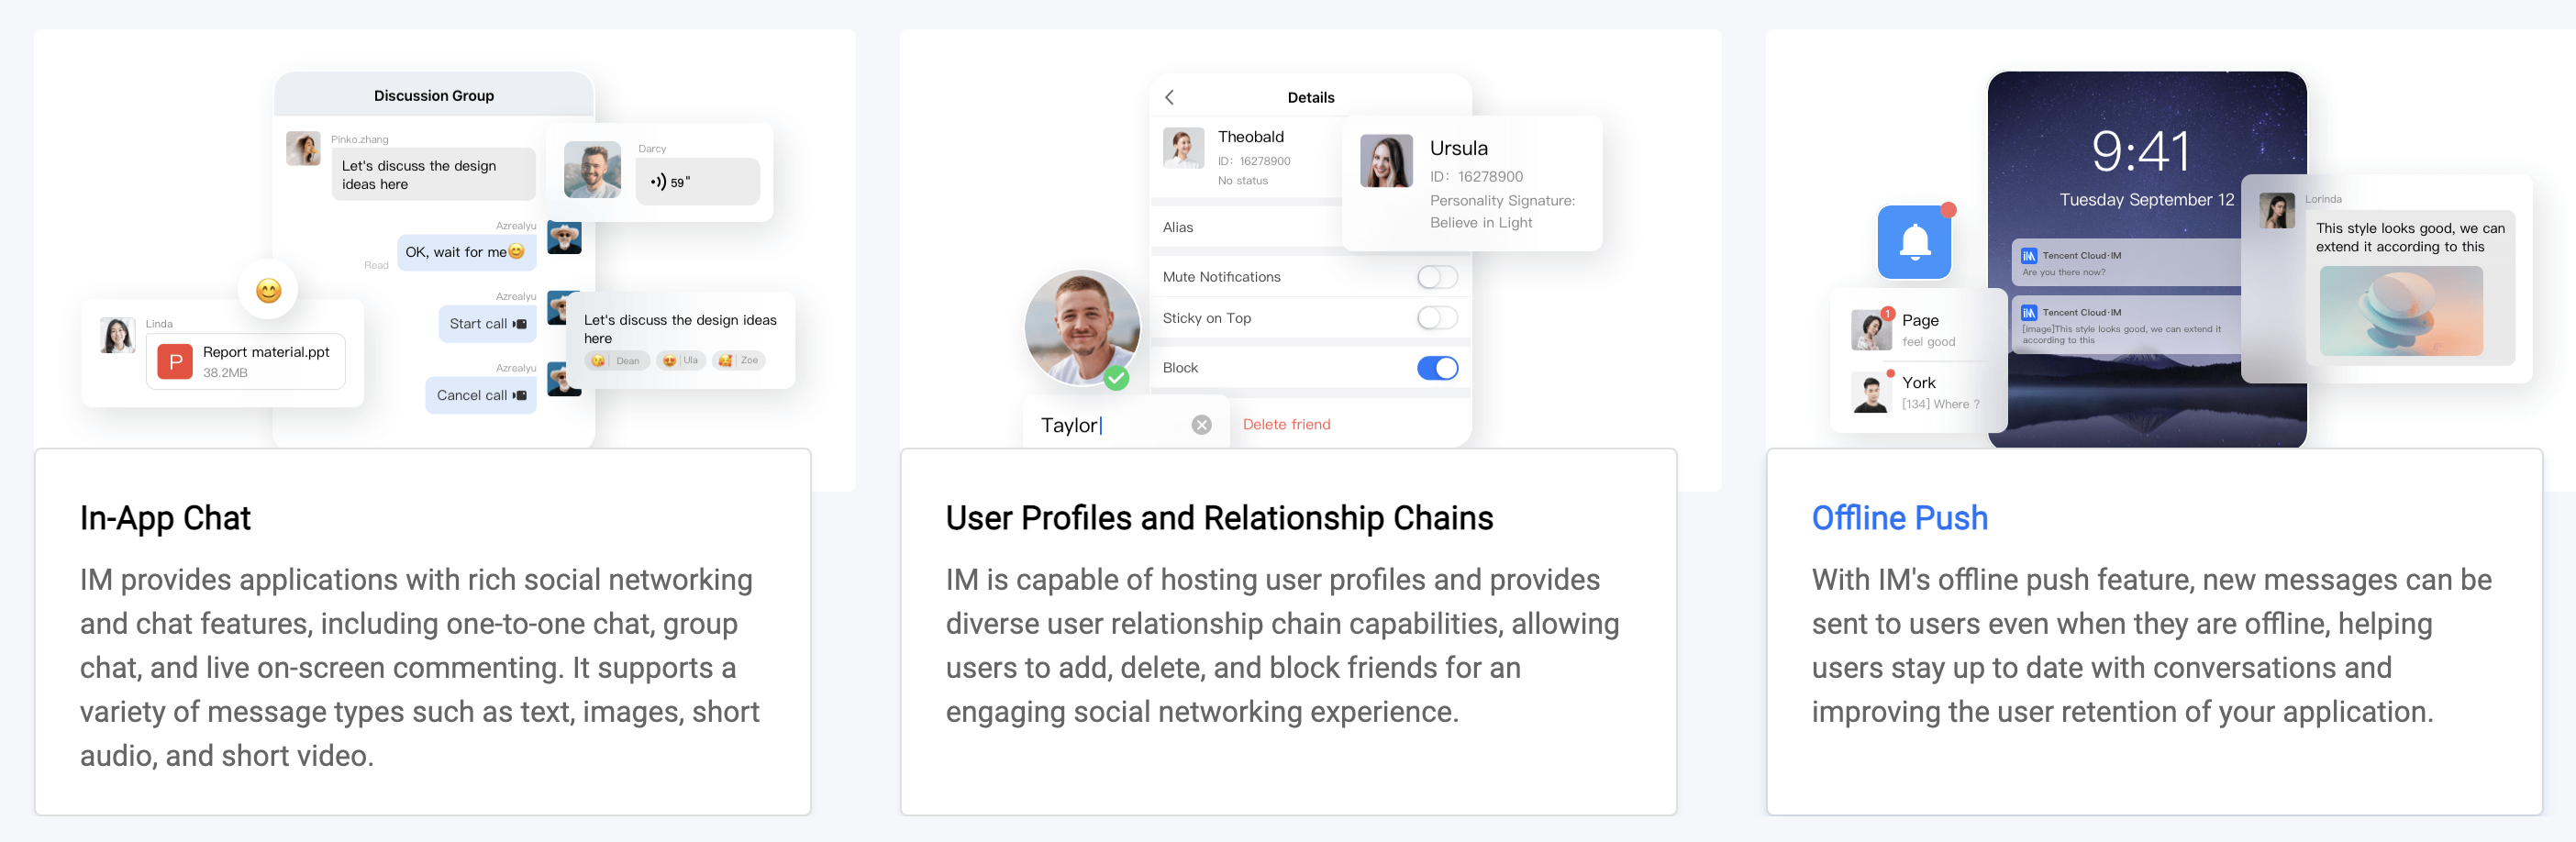 Discussion Group
Pinko.zhang
Let's discuss the design
ideas here
Darcy
59"
Azrealyu
OK, wait for me😊
Read
Azrealyu
Start call
Azrealyu
Cancel call
Let's discuss the design ideas
here
Dean
Ula
Zoe
Linda
P
Report material.ppt
38.2MB
In-App Chat
IM provides applications with rich social networking
and chat features, including one-to-one chat, group
chat, and live on-screen commenting. It supports a
variety of message types such as text, images, short
audio, and short video.
Details
Theobald
ID: 16278900
No status
Ursula
ID: 16278900
Personality Signature:
Believe in Light
Alias
Mute Notifications
Sticky on Top
Block
Taylor
Delete friend
User Profiles and Relationship Chains
IM is capable of hosting user profiles and provides
diverse user relationship chain capabilities, allowing
users to add, delete, and block friends for an
engaging social networking experience.
9:41
Tuesday September 12
IM Tencent Cloud·IM
Are you there now?
IM Tencent Cloud·IM
[image]This style looks good, we can extend it
according to this
Lorinda
This style looks good, we can
extend it according to this
1
Page
feel good
York
[134] Where ?
Offline Push
With IM's offline push feature, new messages can be
sent to users even when they are offline, helping
users stay up to date with conversations and
improving the user retention of your application.